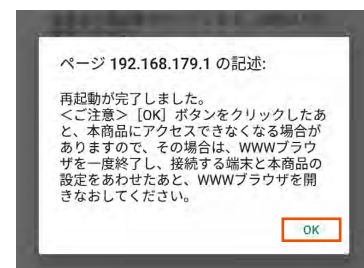 ページ 192.168.179.1 の記述:
再起動が完了しました。
＜ご注意＞［OK］ボタンをクリックしたあ
と、本商品にアクセスできなくなる場合が
ありますので、その場合は、WWWブラウ
ザを一度終了し、接続する端末と本商品の
設定をあわせたあと、WWWブラウザを開
きなおしてください。
OK